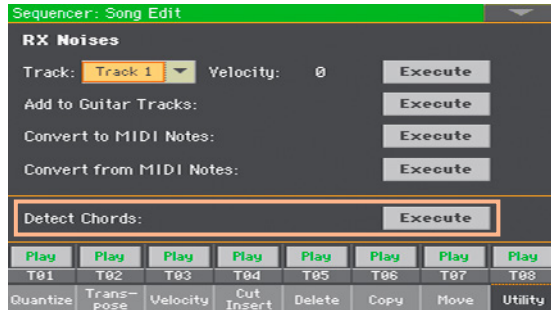 Sequencer: Song Edit
RX Noises
Track: Track 1 Velocity: 0 Execute
Add to Guitar Tracks: Execute
Convert to MIDI Notes: Execute
Convert from MIDI Notes: Execute
Detect Chords: Execute
Play Play Play Play Play Play Play Play
T01 T02 T03 T04 T05 T06 T07 T08
Quantize Trans-pose Velocity Cut Insert Delete Copy Move Utility